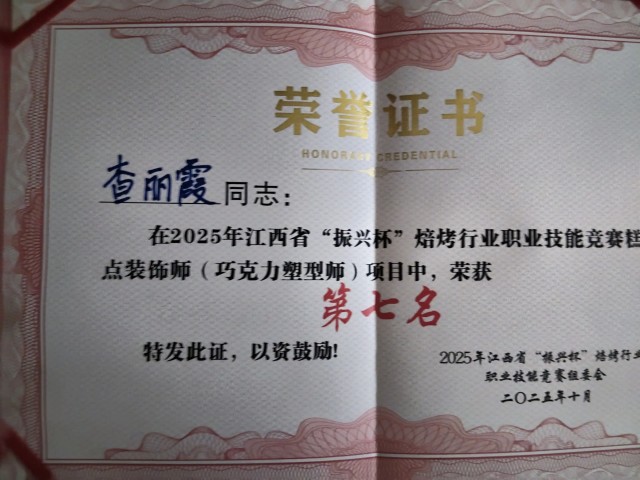 荣誉证书
HONORARY CREDENTIAL
查丽霞同志：
在2025年江西省“振兴杯”焙烤行业职业技能竞赛糕
点装饰师（巧克力塑型师）项目中，荣获
第七名
特发此证，以资鼓励!
2025年江西省“振兴杯”焙烤行业
职业技能竞赛组委会
二〇二五年十月